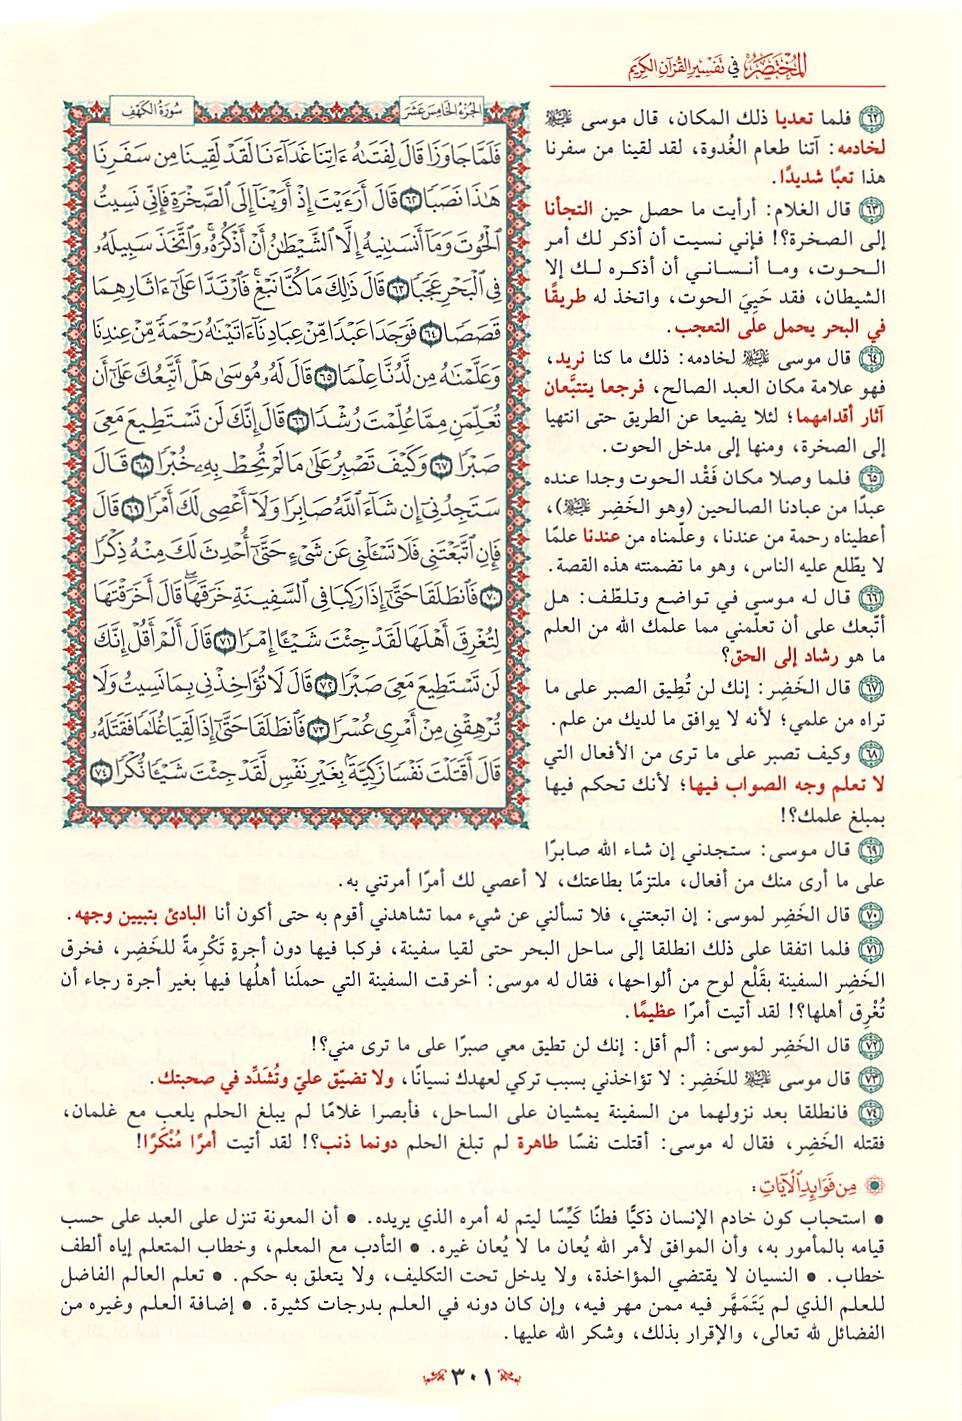 المختصر في تفسير القرآن الكريم
الجزء الخامس عشر
سورة الكهف
فَلَمَّا جَاوَزَا قَالَ لِفَتَىٰهُ ءَاتِنَا غَدَآءَنَا لَقَدْ لَقِينَا مِن سَفَرِنَا
هَٰذَا نَصَبًا ٦٢ قَالَ أَرَءَيْتَ إِذْ أَوَيْنَآ إِلَى ٱلصَّخْرَةِ فَإِنِّى نَسِيتُ
ٱلْحُوتَ وَمَآ أَنسَىٰنِيهُ إِلَّا ٱلشَّيْطَٰنُ أَنْ أَذْكُرَهُۥ وَٱتَّخَذَ سَبِيلَهُۥ
فِى ٱلْبَحْرِ عَجَبًا ٦٣ قَالَ ذَٰلِكَ مَا كُنَّا نَبْغِ فَٱرْتَدَّا عَلَىٰٓ ءَاثَارِهِمَا
قَصَصًا ٦٤ فَوَجَدَا عَبْدًا مِّنْ عِبَادِنَآ ءَاتَيْنَٰهُ رَحْمَةً مِّنْ عِندِنَا
وَعَلَّمْنَٰهُ مِن لَّدُنَّا عِلْمًا ٦٥ قَالَ لَهُۥ مُوسَىٰ هَلْ أَتَّبِعُكَ عَلَىٰٓ أَن
تُعَلِّمَنِ مِمَّا عُلِّمْتَ رُشْدًا ٦٦ قَالَ إِنَّكَ لَن تَسْتَطِيعَ مَعِىَ
صَبْرًا ٦٧ وَكَيْفَ تَصْبِرُ عَلَىٰ مَا لَمْ تُحِطْ بِهِۦ خُبْرًا ٦٨ قَالَ
سَتَجِدُنِىٓ إِن شَآءَ ٱللَّهُ صَابِرًا وَلَآ أَعْصِى لَكَ أَمْرًا ٦٩ قَالَ
فَإِنِ ٱتَّبَعْتَنِى فَلَا تَسْـَٔلْنِى عَن شَىْءٍ حَتَّىٰٓ أُحْدِثَ لَكَ مِنْهُ ذِكْرًا
٧٠ فَٱنطَلَقَا حَتَّىٰٓ إِذَا رَكِبَا فِى ٱلسَّفِينَةِ خَرَقَهَا ۖ قَالَ أَخَرَقْتَهَا
لِتُغْرِقَ أَهْلَهَا لَقَدْ جِئْتَ شَيْـًٔا إِمْرًا ٧١ قَالَ أَلَمْ أَقُلْ إِنَّكَ
لَن تَسْتَطِيعَ مَعِىَ صَبْرًا ٧٢ قَالَ لَا تُؤَاخِذْنِى بِمَا نَسِيتُ وَلَا
تُرْهِقْنِى مِنْ أَمْرِى عُسْرًا ٧٣ فَٱنطَلَقَا حَتَّىٰٓ إِذَا لَقِيَا غُلَٰمًا فَقَتَلَهُۥ
قَالَ أَقَتَلْتَ نَفْسًا زَكِيَّةًۢ بِغَيْرِ نَفْسٍ لَّقَدْ جِئْتَ شَيْـًٔا نُّكْرًا ٧٤
٦٢ فلما تعديا ذلك المكان، قال موسى ﷺ
لخادمه: آتنا طعام الغُدوة، لقد لقينا من سفرنا
هذا تعبًا شديدًا.
٦٣ قال الغلام: أرأيت ما حصل حين التجأنا
إلى الصخرة؟! فإني نسيت أن أذكر لك أمر
الحوت، وما أنساني أن أذكره لك إلا
الشيطان، فقد حَيِيَ الحوت، واتخذ له طريقًا
في البحر يحمل على التعجب.
٦٤ قال موسى ﷺ لخادمه: ذلك ما كنا نريد،
فهو علامة مكان العبد الصالح، فرجعا يتتبَّعان
آثار أقدامهما؛ لئلا يضيعا عن الطريق حتى انتهيا
إلى الصخرة، ومنها إلى مدخل الحوت.
٦٥ فلما وصلا مكان فَقْد الحوت وجدا عنده
عبدًا من عبادنا الصالحين (وهو الخَضِر ﷺ)،
أعطيناه رحمة من عندنا، وعلّمناه من عندنا علمًا
لا يطّلع عليه الناس، وهو ما تضمنته هذه القصة.
٦٦ قال له موسى في تواضع وتلطّف: هل
أتّبعك على أن تعلّمني مما علمك الله من العلم
ما هو رشاد إلى الحق؟
٦٧ قال الخَضِر: إنك لن تُطِيق الصبر على ما
تراه من علمي؛ لأنه لا يوافق ما لديك من علم.
٦٨ وكيف تصبر على ما ترى من الأفعال التي
لا تعلم وجه الصواب فيها؛ لأنك تحكم فيها
بمبلغ علمك؟!
٦٩ قال موسى: ستجدني إن شاء الله صابرًا
على ما أرى منك من أفعال، ملتزمًا بطاعتك، لا أعصي لك أمرًا أمرتني به.
٧٠ قال الخَضِر لموسى: إن اتبعتني، فلا تسألني عن شيء مما تشاهدني أقوم به حتى أكون أنا البادئ بتبيين وجهه.
٧١ فلما اتفقا على ذلك انطلقا إلى ساحل البحر حتى لقيا سفينة، فركبا فيها دون أجرةٍ تَكْرِمةً للخَضِر، فخرق
الخَضِر السفينة بقَلْع لوح من ألواحها، فقال له موسى: أخرقت السفينة التي حملَنا أهلُها فيها بغير أجرة رجاء أن
تُغْرِق أهلها؟! لقد أتيت أمرًا عظيمًا.
٧٢ قال الخَضِر لموسى: ألم أقل: إنك لن تطيق معي صبرًا على ما ترى مني؟!
٧٣ قال موسى ﷺ للخَضِر: لا تؤاخذني بسبب تركي لعهدك نسيانًا، ولا تضيّق عليّ وتُشَدِّد في صحبتك.
٧٤ فانطلقا بعد نزولهما من السفينة يمشيان على الساحل، فأبصرا غلامًا لم يبلغ الحلم يلعب مع غلمان،
فقتله الخَضِر، فقال له موسى: أقتلت نفسًا طاهرة لم تبلغ الحلم دونما ذنب؟! لقد أتيت أمرًا مُنْكَرًا!
من فوائد الآيات:
• استحباب كون خادم الإنسان ذكيًّا فطنًا كَيِّسًا ليتم له أمره الذي يريده. • أن المعونة تنزل على العبد على حسب
قيامه بالمأمور به، وأن الموافق لأمر الله يُعان ما لا يُعان غيره. • التأدب مع المعلم، وخطاب المتعلم إياه ألطف
خطاب. • النسيان لا يقتضي المؤاخذة، ولا يدخل تحت التكليف، ولا يتعلق به حكم. • تعلم العالم الفاضل
للعلم الذي لم يَتَمَهَّر فيه ممن مهر فيه، وإن كان دونه في العلم بدرجات كثيرة. • إضافة العلم وغيره من
الفضائل لله تعالى، والإقرار بذلك، وشكر الله عليها.
٣٠١